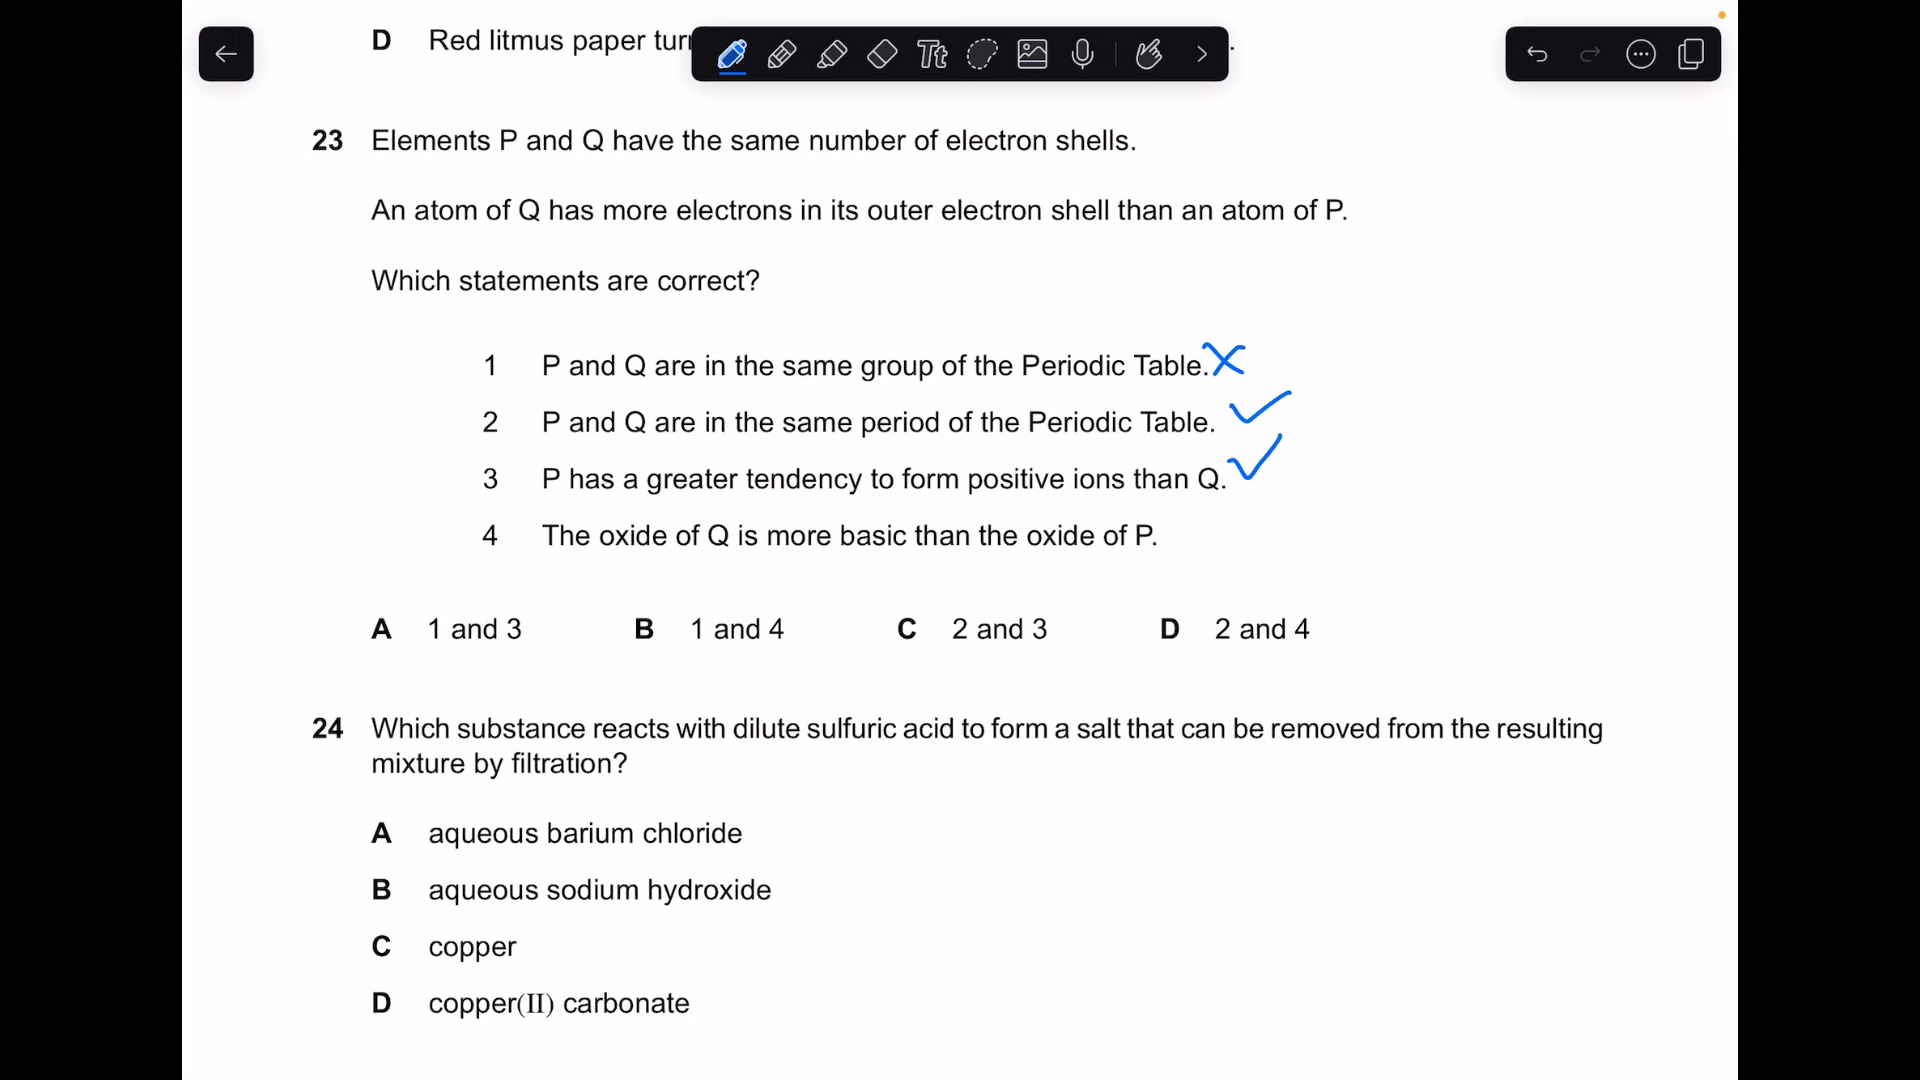 D Red litmus paper tur
23 Elements P and Q have the same number of electron shells.
An atom of Q has more electrons in its outer electron shell than an atom of P.
Which statements are correct?
1 P and Q are in the same group of the Periodic Table.
2 P and Q are in the same period of the Periodic Table.
3 P has a greater tendency to form positive ions than Q.
4 The oxide of Q is more basic than the oxide of P.
A 1 and 3 B 1 and 4 C 2 and 3 D 2 and 4
24 Which substance reacts with dilute sulfuric acid to form a salt that can be removed from the resulting
mixture by filtration?
A aqueous barium chloride
B aqueous sodium hydroxide
C copper
D copper(II) carbonate